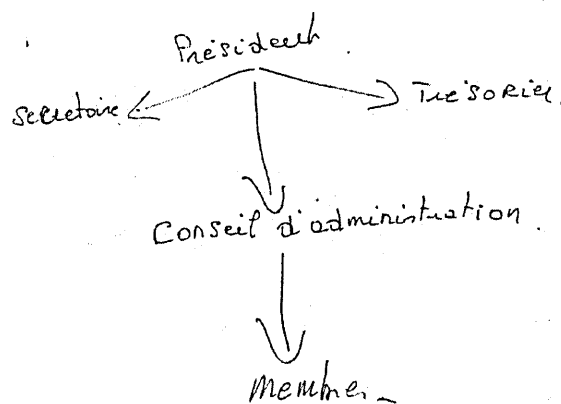 Président.
Secrétaire
Trésorier
Conseil d'administration.
Membres